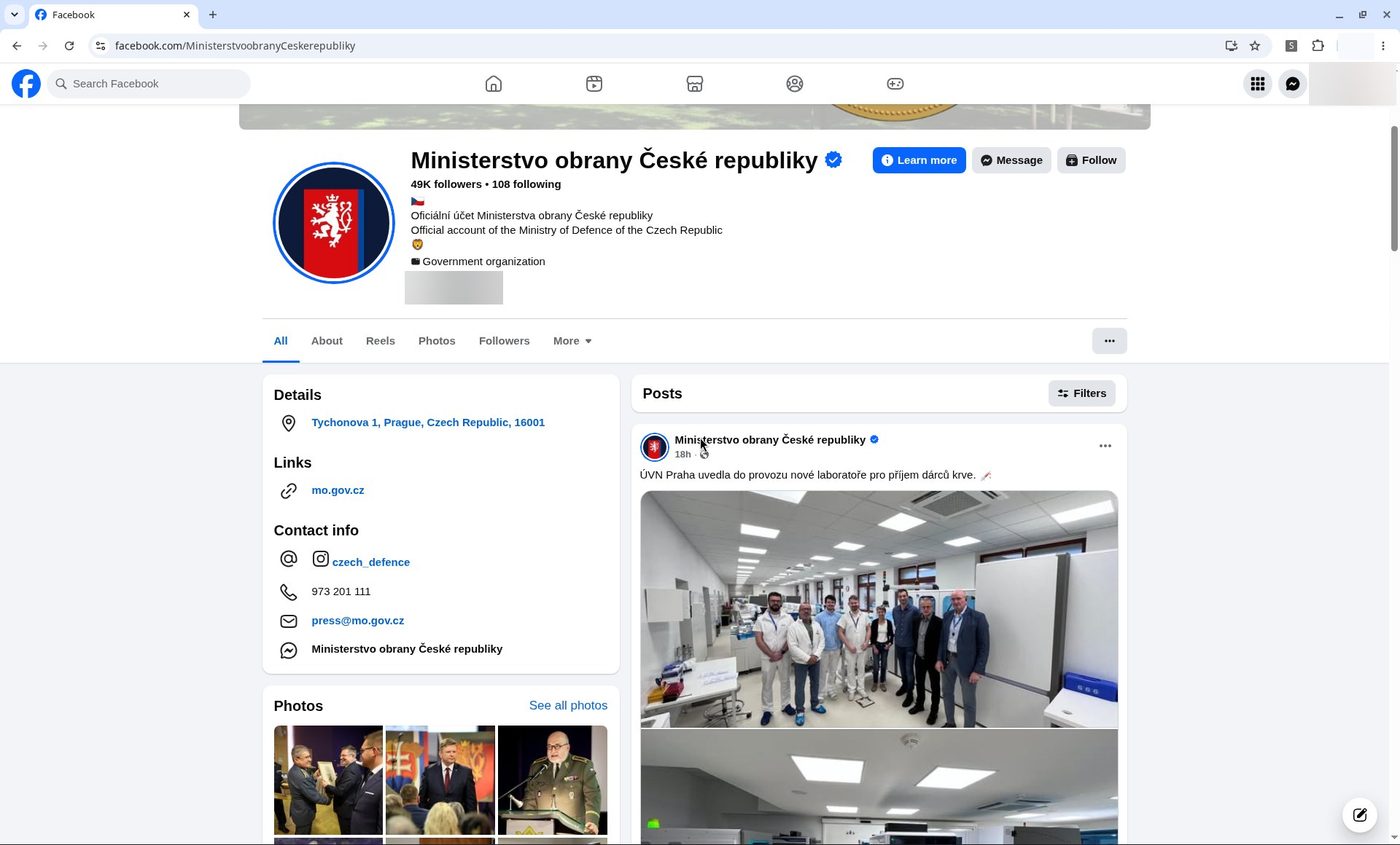 Facebook
facebook.com/MinisterstvoobranyCeskerepubliky
Search Facebook
Ministerstvo obrany České republiky
Learn more
Message
Follow
49K followers • 108 following
🇨🇿
Oficiální účet Ministerstva obrany České republiky
Official account of the Ministry of Defence of the Czech Republic
🦁
Government organization
All About Reels Photos Followers More
Details
Tychonova 1, Prague, Czech Republic, 16001
Links
mo.gov.cz
Contact info
czech_defence
973 201 111
press@mo.gov.cz
Ministerstvo obrany České republiky
Photos
See all photos
Posts
Filters
Ministerstvo obrany České republiky
18h ·
ÚVN Praha uvedla do provozu nové laboratoře pro příjem dárců krve. 💉